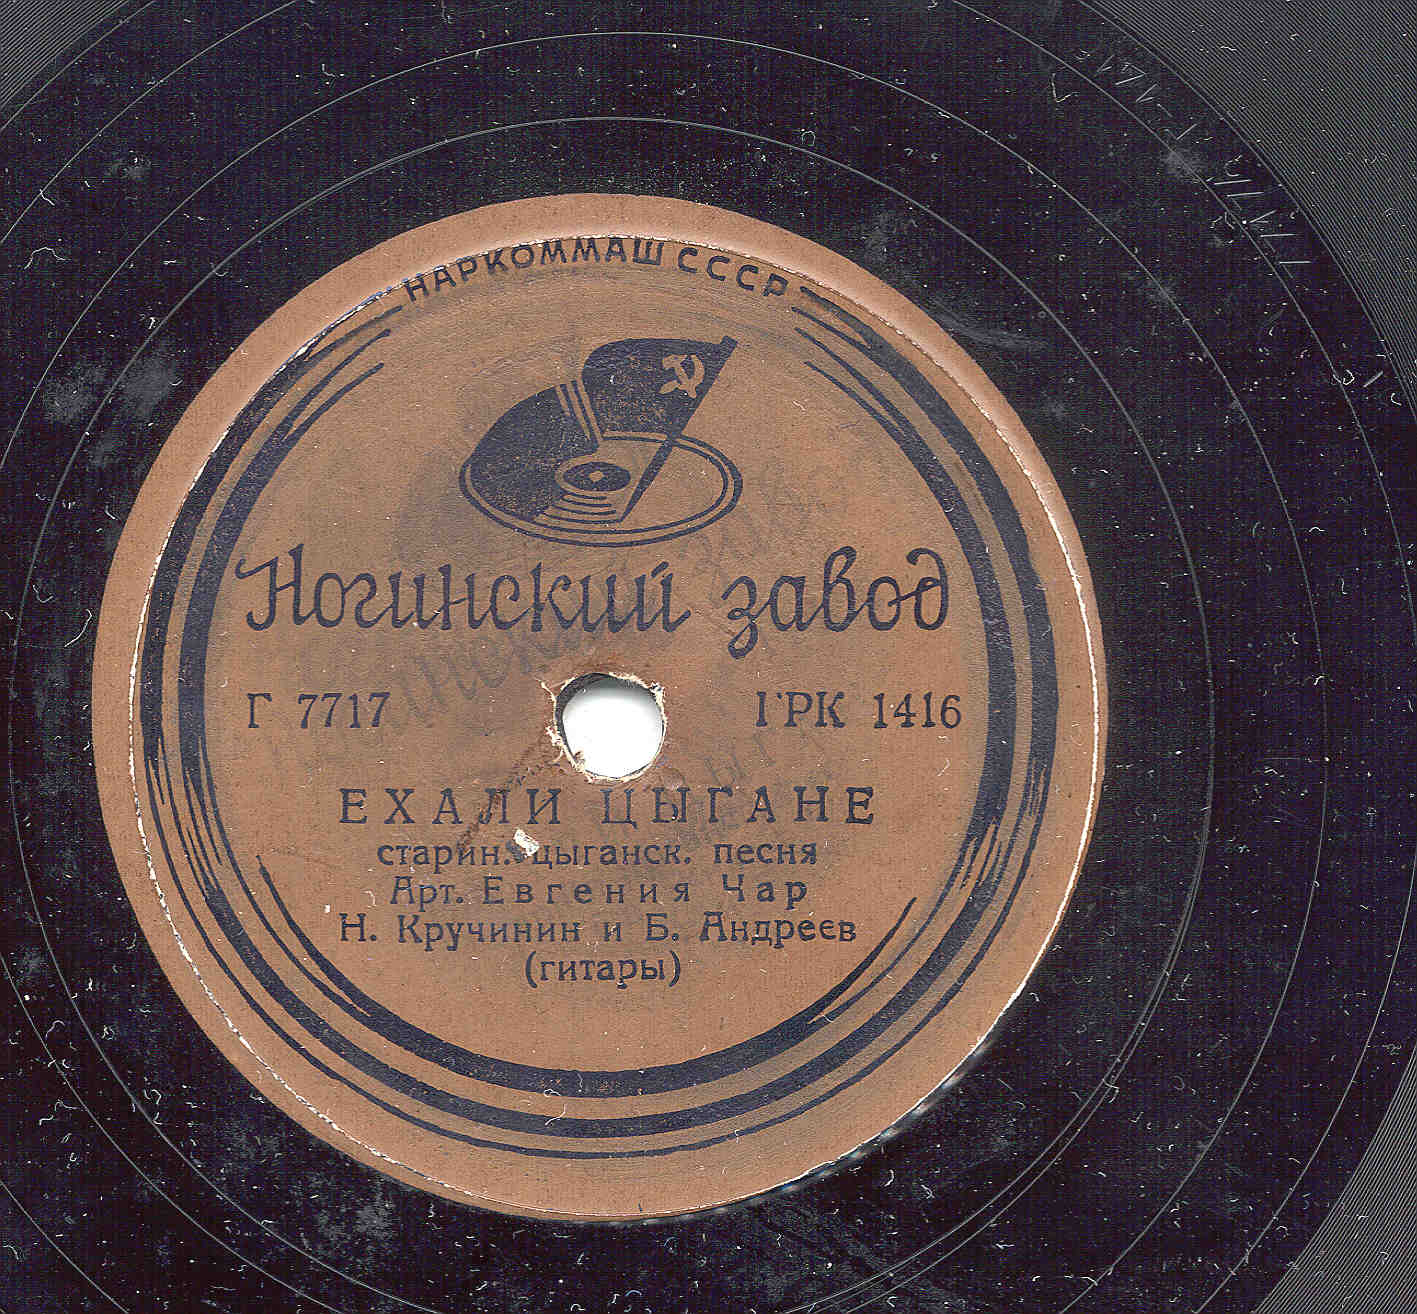 НАРКОММАШ СССР
Ногинский завод
Г 7717 ГРК 1416
ЕХАЛИ ЦЫГАНЕ
старин. цыганск. песня
Арт. Евгения Чар
Н. Кручинин и Б. Андреев
(гитары)